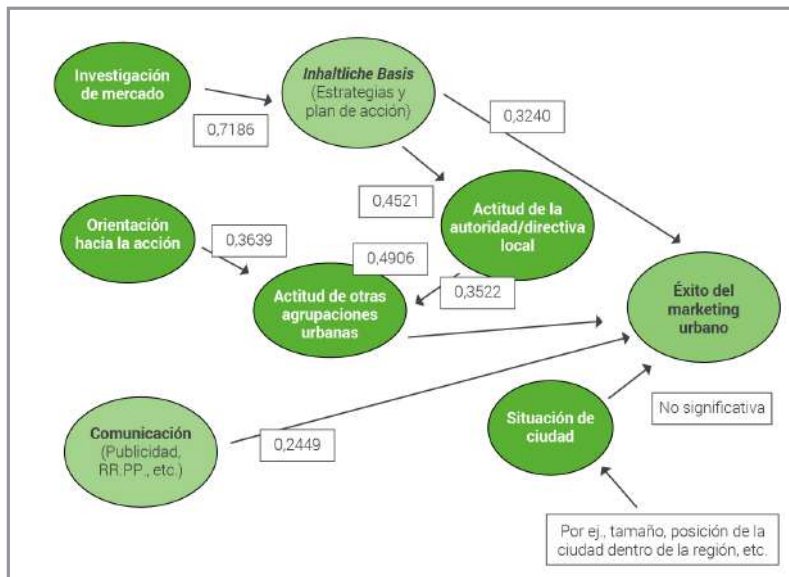 Investigación
de mercado
Inhaltliche Basis
(Estrategias y
plan de acción)
0,3240
0,7186
0,4521
Actitud de la
autoridad/directiva
local
Orientación
hacia la acción
0,3639
0,4906
0,3522
Actitud de otras
agrupaciones
urbanas
Éxito del
marketing
urbano
Comunicación
(Publicidad,
RR.PP., etc.)
0,2449
Situación de
ciudad
No significativa
Por ej., tamaño, posición de la
ciudad dentro de la región, etc.